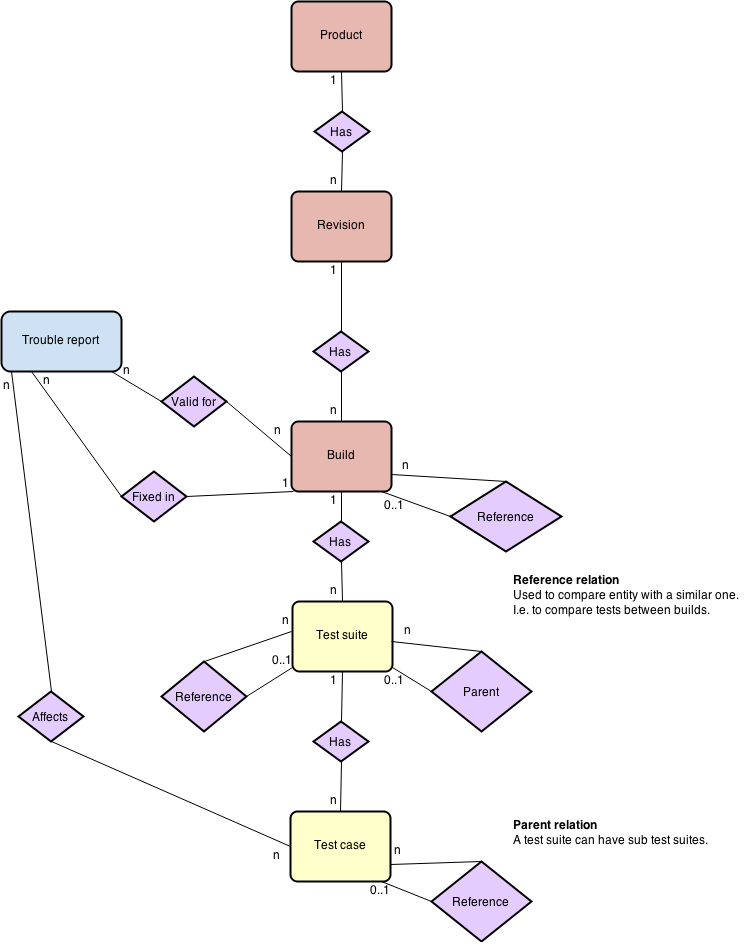 Product
1
Has
n
Revision
1
Has
n
Trouble report
n
n
n
Valid for
n
Build
n
1
1
0..1
Fixed in
Reference
Has
n
Reference relation
Used to compare entity with a similar one.
I.e. to compare tests between builds.
n
Test suite
n
0..1
1
0..1
Reference
Parent
Affects
Has
n
Parent relation
A test suite can have sub test suites.
Test case
n
n
0..1
Reference